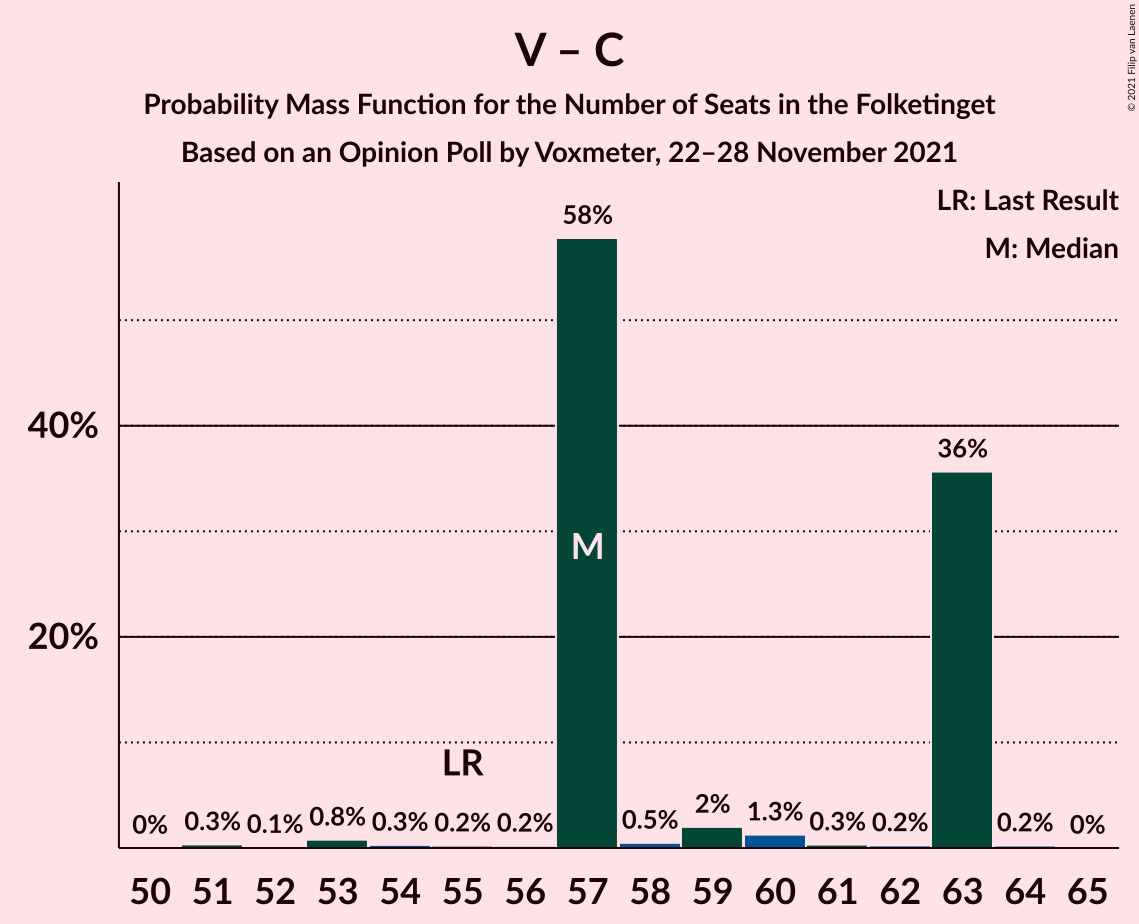 V – C
Probability Mass Function for the Number of Seats in the Folketinget
Based on an Opinion Poll by Voxmeter, 22–28 November 2021
© 2021 Filip van Laenen
LR: Last Result
M: Median
58%
40%
36%
M
20%
LR
0% 0.3% 0.1% 0.8% 0.3% 0.2% 0.2% 0.5% 2% 1.3% 0.3% 0.2% 0.2% 0%
50 51 52 53 54 55 56 57 58 59 60 61 62 63 64 65